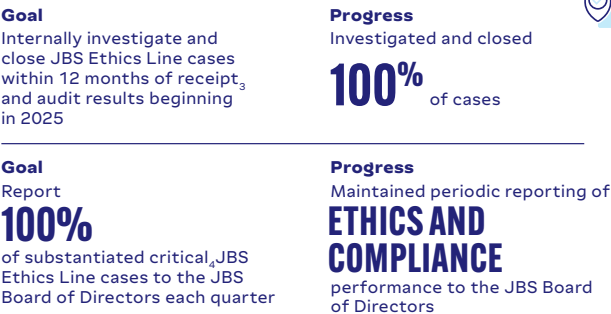 Goal
Internally investigate and
close JBS Ethics Line cases
within 12 months of receipt3
and audit results beginning
in 2025
Progress
Investigated and closed
100% of cases
Goal
Report
100%
of substantiated critical4JBS
Ethics Line cases to the JBS
Board of Directors each quarter
Progress
Maintained periodic reporting of
ETHICS AND
COMPLIANCE
performance to the JBS Board
of Directors